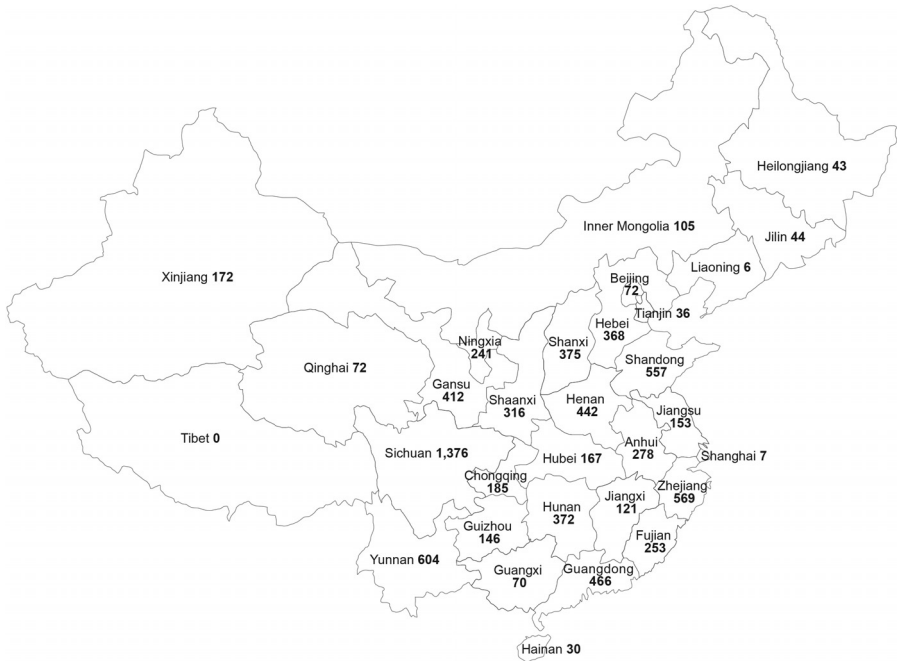 Heilongjiang 43
Inner Mongolia 105
Jilin 44
Liaoning 6
Xinjiang 172
Beijing
72
Tianjin 36
Hebei
368
Ningxia
241
Shanxi
375
Shandong
557
Qinghai 72
Gansu
412
Shaanxi
316
Henan
442
Jiangsu
153
Tibet 0
Sichuan 1,376
Hubei 167
Anhui
278
Shanghai 7
Chongqing
185
Zhejiang
569
Hunan
372
Jiangxi
121
Guizhou
146
Fujian
253
Yunnan 604
Guangxi
70
Guangdong
466
Hainan 30